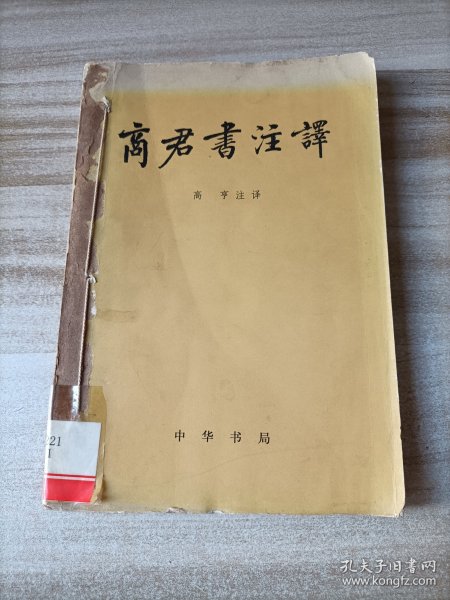 商君書注譯
高 亨 注 译
中 华 书 局
21
1
孔夫子旧书网
www.kongfz.com